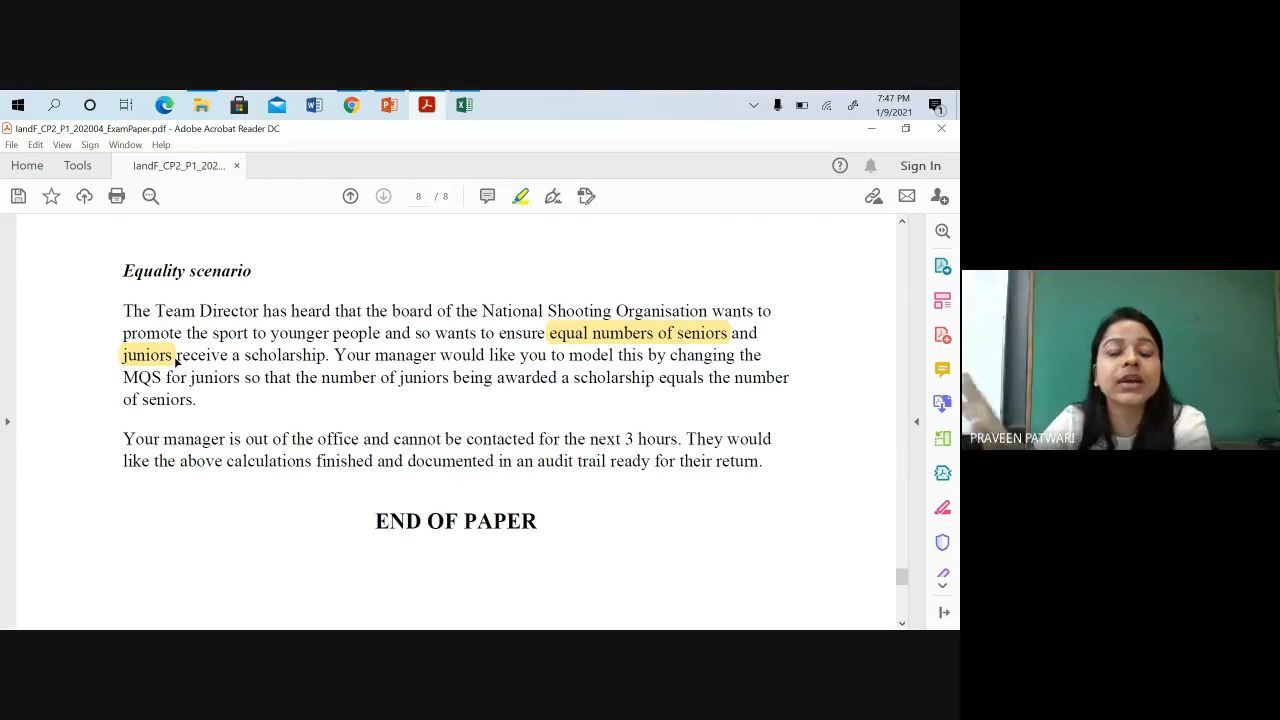 7:47 PM
1/9/2021
IandF_CP2_P1_202004_ExamPaper.pdf - Adobe Acrobat Reader DC
File Edit View Sign Window Help
Home Tools IandF_CP2_P1_202... × Sign In
8 / 8
Equality scenario
The Team Director has heard that the board of the National Shooting Organisation wants to
promote the sport to younger people and so wants to ensure equal numbers of seniors and
juniors receive a scholarship. Your manager would like you to model this by changing the
MQS for juniors so that the number of juniors being awarded a scholarship equals the number
of seniors.
Your manager is out of the office and cannot be contacted for the next 3 hours. They would
like the above calculations finished and documented in an audit trail ready for their return.
END OF PAPER
PRAVEEN PATWARI